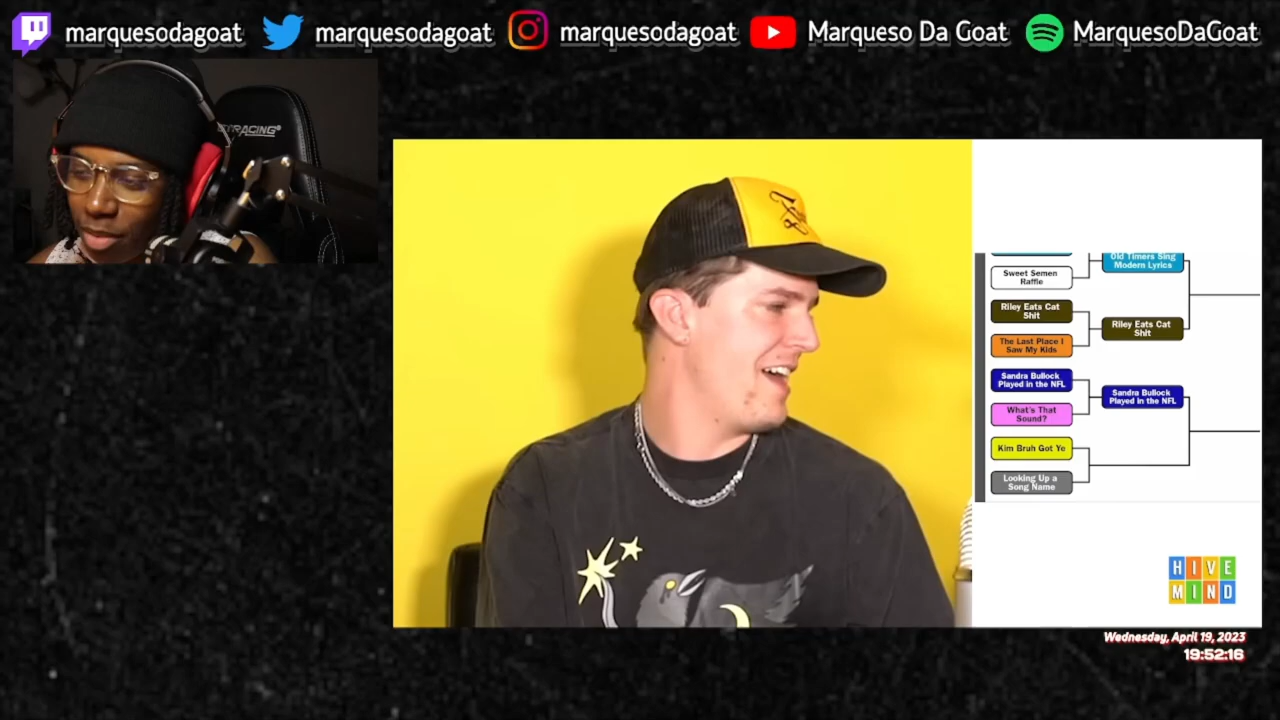 marquesodagoat
marquesodagoat
marquesodagoat
Marqueso Da Goat
MarquesoDaGoat
RACING
Old Timers Sing
Modern Lyrics
Sweet Semen
Raffle
Riley Eats Cat
Shit
Riley Eats Cat
Shit
The Last Place I
Saw My Kids
Sandra Bullock
Played in the NFL
Sandra Bullock
Played in the NFL
What's That
Sound?
Kim Bruh Got Ye
Looking Up a
Song Name
HIVE
MIND
Wednesday, April 19, 2023
19:52:16